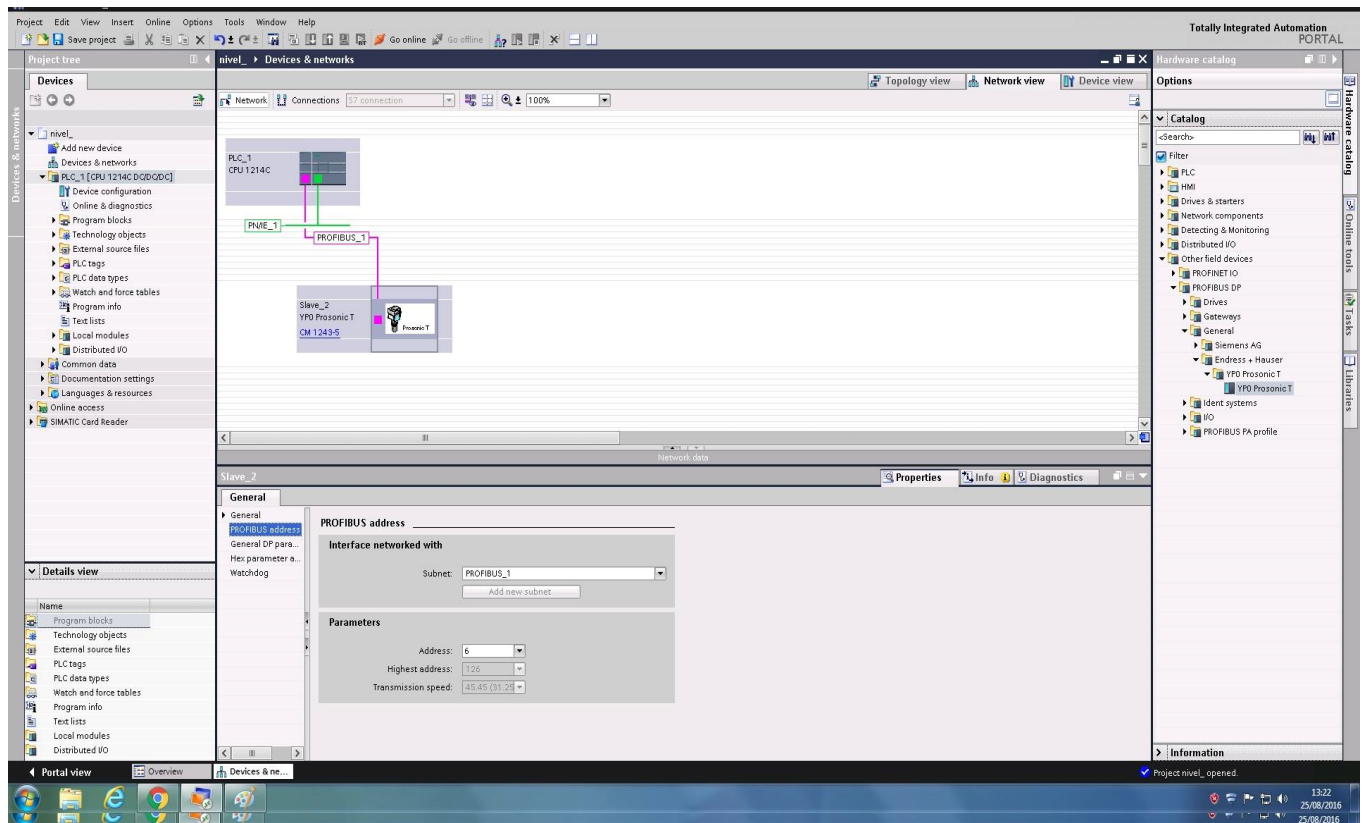 Project Edit View Insert Online Options Tools Window Help
Totally Integrated Automation
PORTAL
Save project
Go online
Go offline
Project tree
nivel_ Devices & networks
Hardware catalog
Devices
Topology view
Network view
Device view
Options
Network
Connections
S7 connection
100%
nivel_
Add new device
Devices & networks
PLC_1 [CPU 1214C DC/DC/DC]
Device configuration
Online & diagnostics
Program blocks
Technology objects
External source files
PLC tags
PLC data types
Watch and force tables
Program info
Text lists
Local modules
Distributed I/O
Common data
Documentation settings
Languages & resources
Online access
SIMATIC Card Reader
Devices & networks
PLC_1
CPU 1214C
PN/IE_1
PROFIBUS_1
Slave_2
YP0 Prosonic T
CM 1243-5
Prosonic T
Network data
Catalog
<Search>
Filter
PLC
HMI
Drives & starters
Network components
Detecting & Monitoring
Distributed I/O
Other field devices
PROFINET IO
PROFIBUS DP
Drives
Gateways
General
Siemens AG
Endress + Hauser
YP0 Prosonic T
YP0 Prosonic T
Ident systems
I/O
PROFIBUS PA profile
Information
Hardware catalog
Online tools
Tasks
Libraries
Slave_2
Properties
Info
Diagnostics
General
General
PROFIBUS address
General DP para...
Hex parameter a...
Watchdog
PROFIBUS address
Interface networked with
Subnet: PROFIBUS_1
Add new subnet
Parameters
Address: 6
Highest address: 126
Transmission speed: 45.45 (31.25
Details view
Name
Program blocks
Technology objects
External source files
PLC tags
PLC data types
Watch and force tables
Program info
Text lists
Local modules
Distributed I/O
Portal view
Overview
Devices & ne...
Project nivel_ opened.
13:22
25/08/2016
25/08/2016